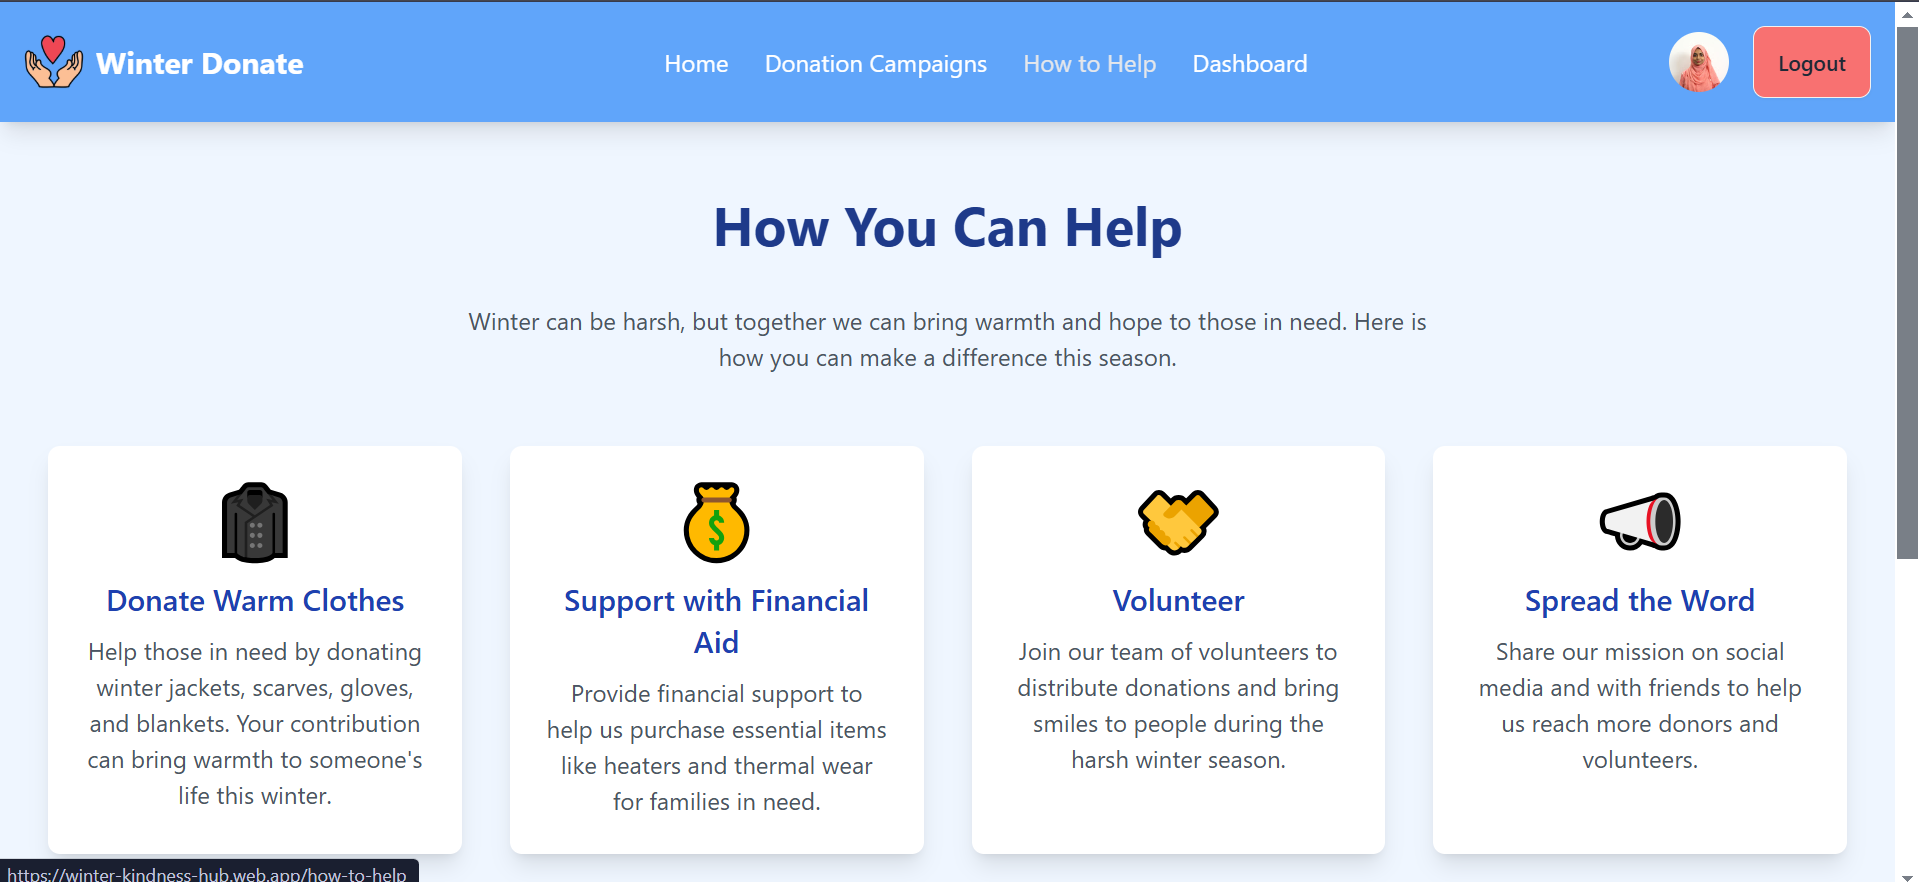 Winter Donate
Home
Donation Campaigns
How to Help
Dashboard
Logout
How You Can Help
Winter can be harsh, but together we can bring warmth and hope to those in need. Here is
how you can make a difference this season.
$
Donate Warm Clothes
Help those in need by donating
winter jackets, scarves, gloves,
and blankets. Your contribution
can bring warmth to someone's
life this winter.
Support with Financial
Aid
Provide financial support to
help us purchase essential items
like heaters and thermal wear
for families in need.
Volunteer
Join our team of volunteers to
distribute donations and bring
smiles to people during the
harsh winter season.
Spread the Word
Share our mission on social
media and with friends to help
us reach more donors and
volunteers.
https://winter-kindness-hub.web.app/how-to-help